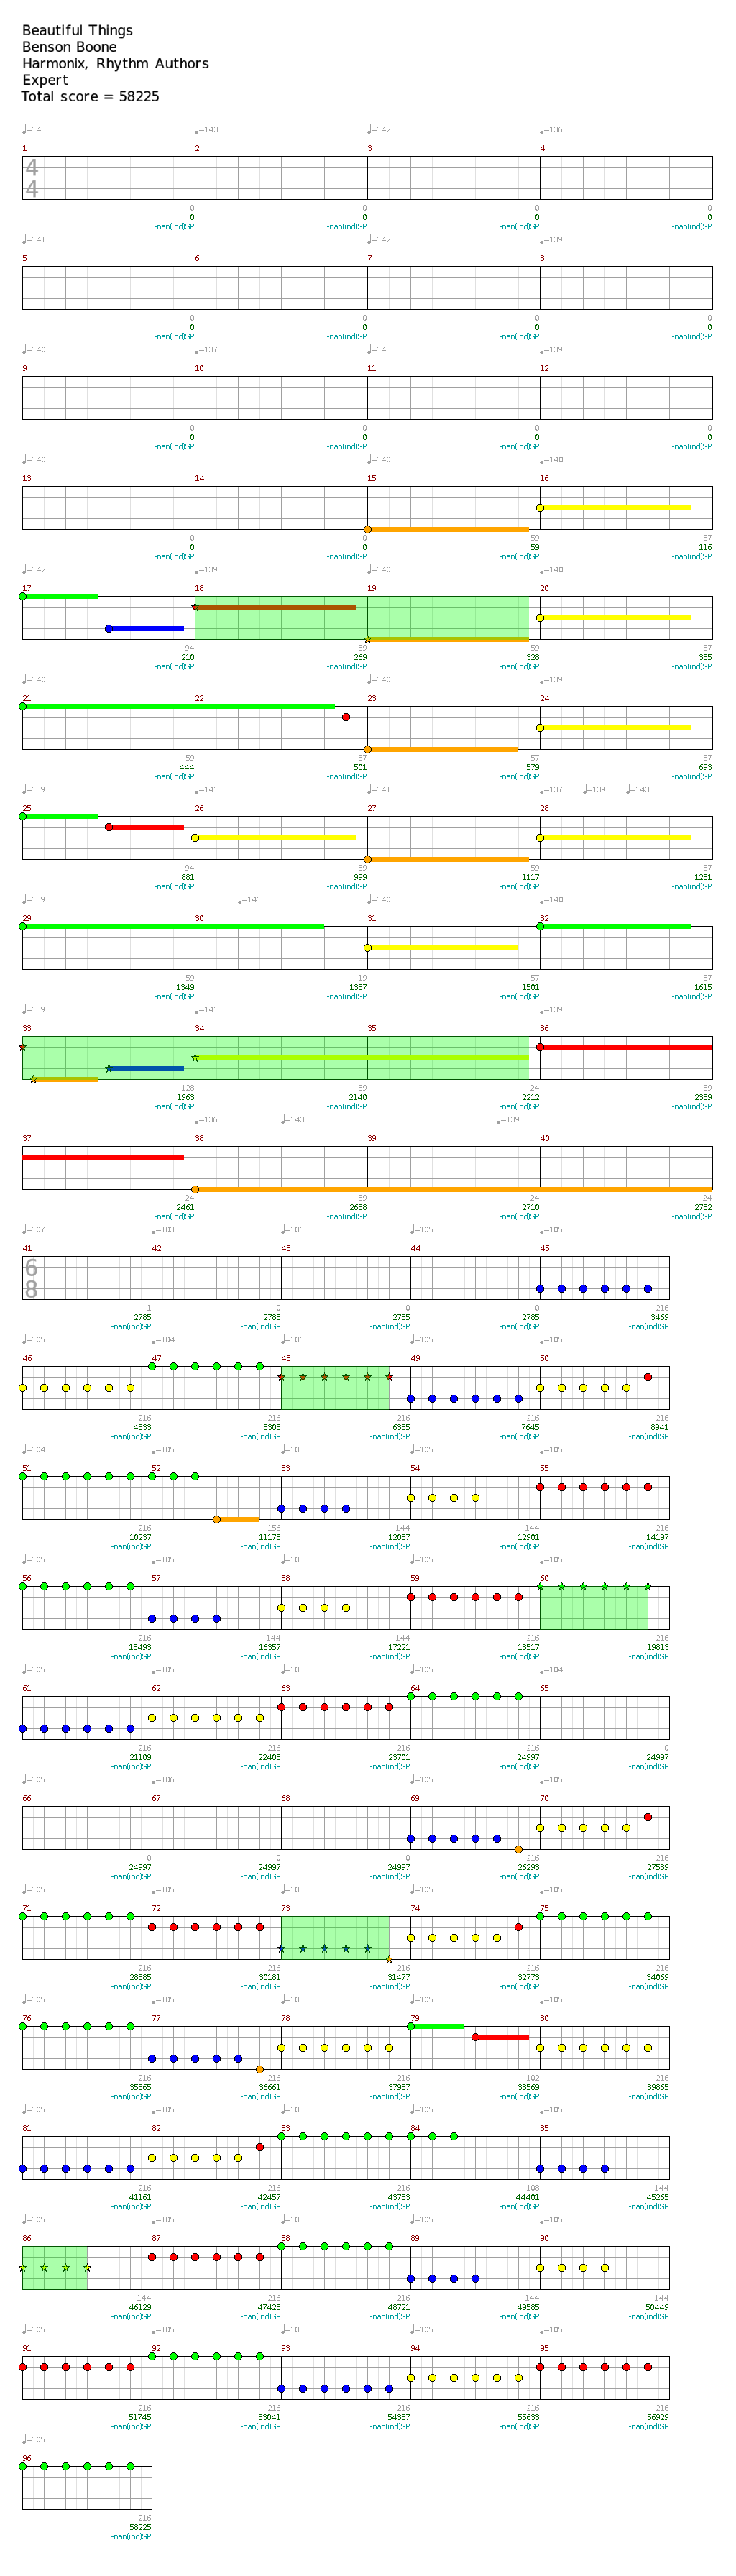 Beautiful Things
Benson Boone
Harmonix, Rhythm Authors
Expert
Total score = 58225
♩=143 ♩=143 ♩=142 ♩=136
1 2 3 4
4
4
0 0 0 0
0 0 0 0
-nan(ind)SP -nan(ind)SP -nan(ind)SP -nan(ind)SP
♩=141 ♩=142 ♩=139
5 6 7 8
0 0 0 0
0 0 0 0
-nan(ind)SP -nan(ind)SP -nan(ind)SP -nan(ind)SP
♩=140 ♩=137 ♩=143 ♩=139
9 10 11 12
0 0 0 0
0 0 0 0
-nan(ind)SP -nan(ind)SP -nan(ind)SP -nan(ind)SP
♩=140 ♩=140 ♩=140
13 14 15 16
0 0 59 57
0 0 59 116
-nan(ind)SP -nan(ind)SP -nan(ind)SP -nan(ind)SP
♩=142 ♩=139 ♩=140 ♩=140
17 18 19 20
94 59 59 57
210 269 328 385
-nan(ind)SP -nan(ind)SP -nan(ind)SP -nan(ind)SP
♩=140 ♩=140 ♩=139
21 22 23 24
59 57 57 57
444 501 579 693
-nan(ind)SP -nan(ind)SP -nan(ind)SP -nan(ind)SP
♩=139 ♩=141 ♩=141 ♩=137 ♩=139 ♩=143
25 26 27 28
94 59 59 57
881 999 1117 1231
-nan(ind)SP -nan(ind)SP -nan(ind)SP -nan(ind)SP
♩=139 ♩=141 ♩=140 ♩=140
29 30 31 32
59 19 57 57
1349 1387 1501 1615
-nan(ind)SP -nan(ind)SP -nan(ind)SP -nan(ind)SP
♩=139 ♩=141 ♩=139
33 34 35 36
128 59 24 59
1963 2140 2212 2389
-nan(ind)SP -nan(ind)SP -nan(ind)SP -nan(ind)SP
♩=136 ♩=143 ♩=139
37 38 39 40
24 59 24 24
2461 2638 2710 2782
-nan(ind)SP -nan(ind)SP -nan(ind)SP -nan(ind)SP
♩=107 ♩=103 ♩=106 ♩=105 ♩=105
41 42 43 44 45
6
8
1 0 0 0 216
2785 2785 2785 2785 3469
-nan(ind)SP -nan(ind)SP -nan(ind)SP -nan(ind)SP -nan(ind)SP
♩=105 ♩=104 ♩=106 ♩=105 ♩=105
46 47 48 49 50
216 216 216 216 216
4333 5305 6385 7645 8941
-nan(ind)SP -nan(ind)SP -nan(ind)SP -nan(ind)SP -nan(ind)SP
♩=104 ♩=105 ♩=105 ♩=105 ♩=105
51 52 53 54 55
216 156 144 144 216
10237 11173 12037 12901 14197
-nan(ind)SP -nan(ind)SP -nan(ind)SP -nan(ind)SP -nan(ind)SP
♩=105 ♩=105 ♩=105 ♩=105 ♩=105
56 57 58 59 60
216 144 144 216 216
15493 16357 17221 18517 19813
-nan(ind)SP -nan(ind)SP -nan(ind)SP -nan(ind)SP -nan(ind)SP
♩=105 ♩=105 ♩=105 ♩=105 ♩=104
61 62 63 64 65
216 216 216 216 0
21109 22405 23701 24997 24997
-nan(ind)SP -nan(ind)SP -nan(ind)SP -nan(ind)SP -nan(ind)SP
♩=105 ♩=106 ♩=105 ♩=105
66 67 68 69 70
0 0 0 216 216
24997 24997 24997 26293 27589
-nan(ind)SP -nan(ind)SP -nan(ind)SP -nan(ind)SP -nan(ind)SP
♩=105 ♩=105 ♩=105 ♩=105 ♩=105
71 72 73 74 75
216 216 216 216 216
28885 30181 31477 32773 34069
-nan(ind)SP -nan(ind)SP -nan(ind)SP -nan(ind)SP -nan(ind)SP
♩=105 ♩=105 ♩=105 ♩=105 ♩=105
76 77 78 79 80
216 216 216 102 216
35365 36661 37957 38569 39865
-nan(ind)SP -nan(ind)SP -nan(ind)SP -nan(ind)SP -nan(ind)SP
♩=105 ♩=105 ♩=105 ♩=105 ♩=105
81 82 83 84 85
216 216 216 108 144
41161 42457 43753 44401 45265
-nan(ind)SP -nan(ind)SP -nan(ind)SP -nan(ind)SP -nan(ind)SP
♩=105 ♩=105 ♩=105 ♩=105 ♩=105
86 87 88 89 90
144 216 216 144 144
46129 47425 48721 49585 50449
-nan(ind)SP -nan(ind)SP -nan(ind)SP -nan(ind)SP -nan(ind)SP
♩=105 ♩=105 ♩=105 ♩=105 ♩=105
91 92 93 94 95
216 216 216 216 216
51745 53041 54337 55633 56929
-nan(ind)SP -nan(ind)SP -nan(ind)SP -nan(ind)SP -nan(ind)SP
♩=105
96
216
58225
-nan(ind)SP